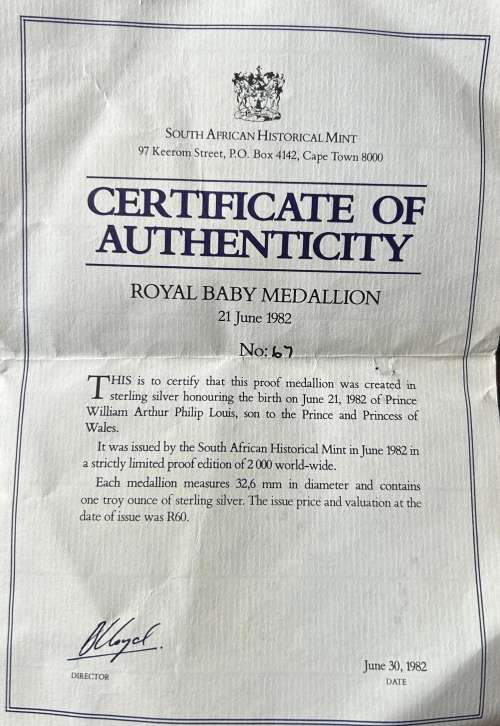 SOUTH AFRICAN HISTORICAL MINT
97 Keerom Street, P.O. Box 4142, Cape Town 8000
CERTIFICATE OF
AUTHENTICITY
ROYAL BABY MEDALLION
21 June 1982
No: 67
THIS is to certify that this proof medallion was created in
sterling silver honouring the birth on June 21, 1982 of Prince
William Arthur Philip Louis, son to the Prince and Princess of
Wales.
It was issued by the South African Historical Mint in June 1982 in
a strictly limited proof edition of 2 000 world-wide.
Each medallion measures 32,6 mm in diameter and contains
one troy ounce of sterling silver. The issue price and valuation at the
date of issue was R60.
DIRECTOR
June 30, 1982
DATE